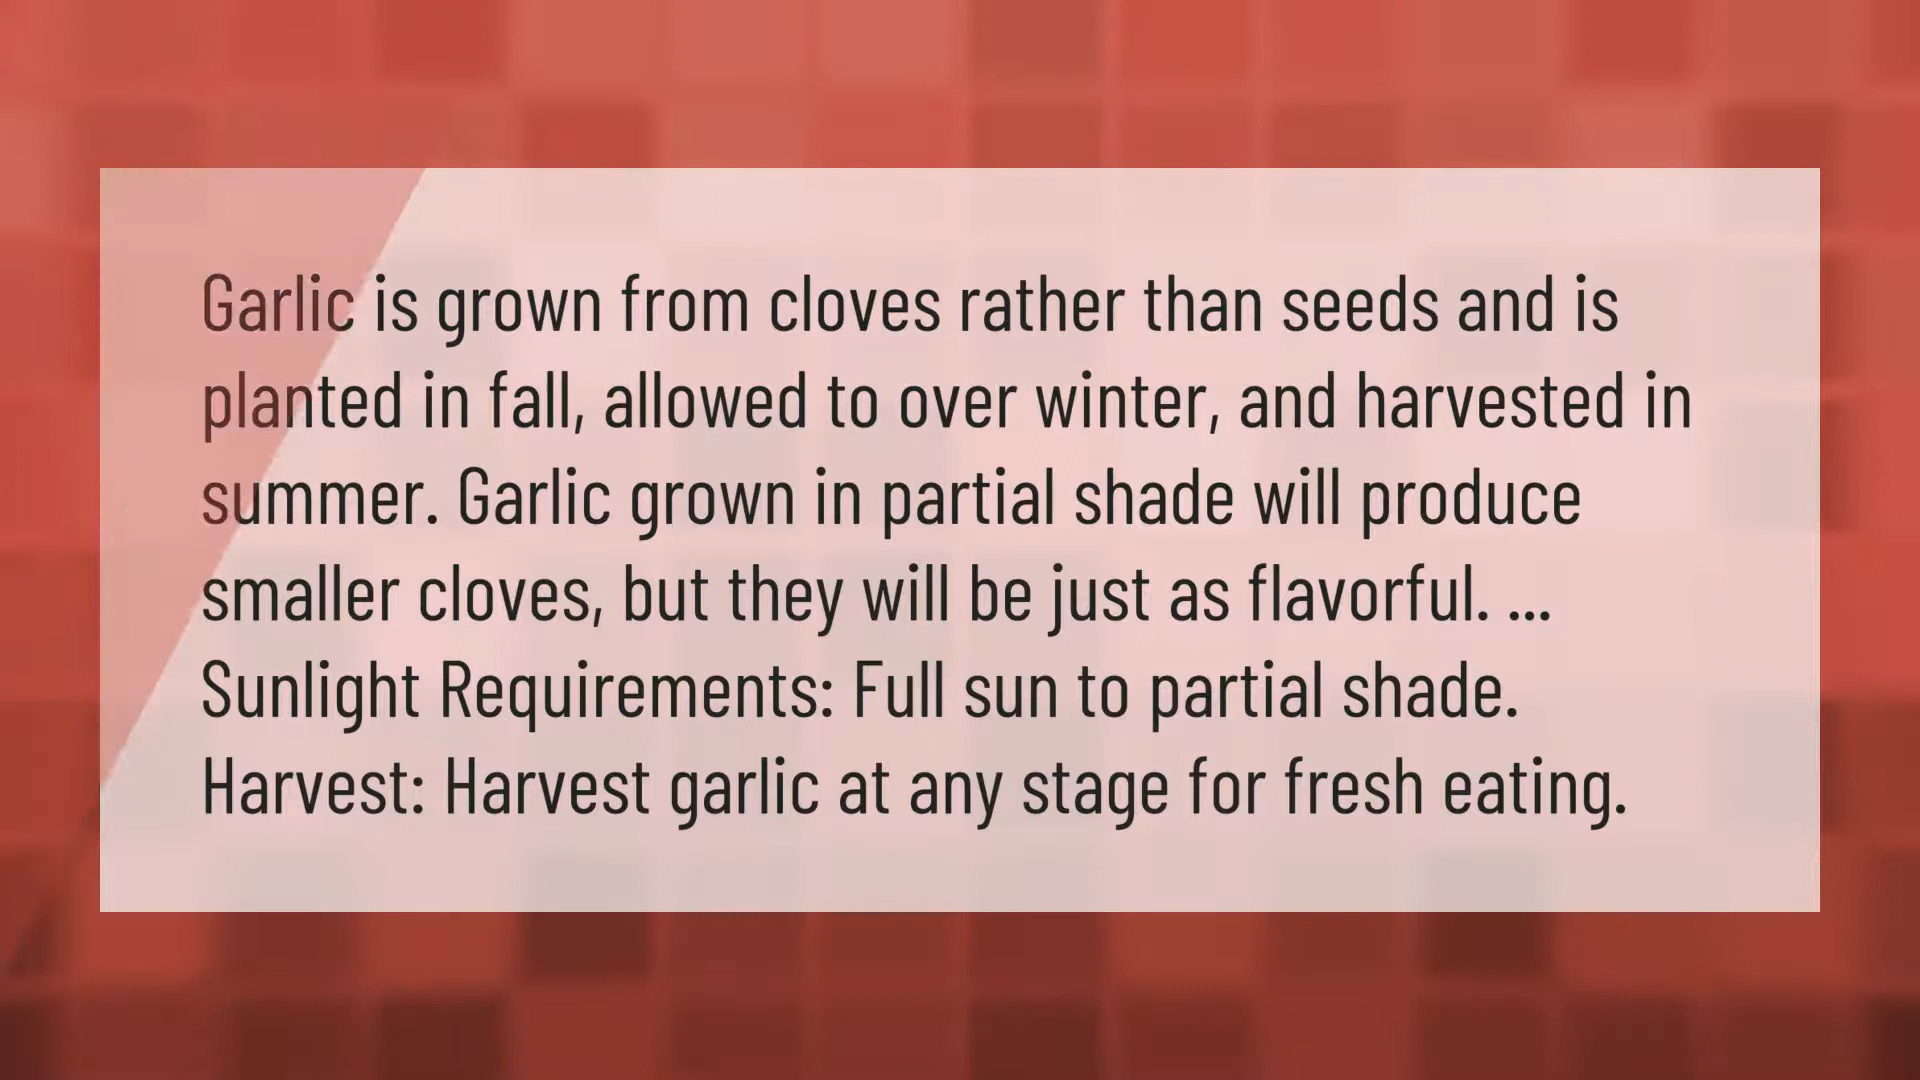 Garlic is grown from cloves rather than seeds and is
planted in fall, allowed to over winter, and harvested in
summer. Garlic grown in partial shade will produce
smaller cloves, but they will be just as flavorful. ...
Sunlight Requirements: Full sun to partial shade.
Harvest: Harvest garlic at any stage for fresh eating.